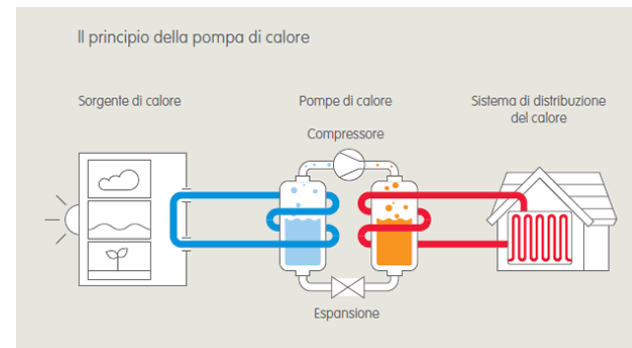 Il principio della pompa di calore
Sorgente di calore
Pompe di calore
Sistema di distribuzione
del calore
Compressore
Espansione